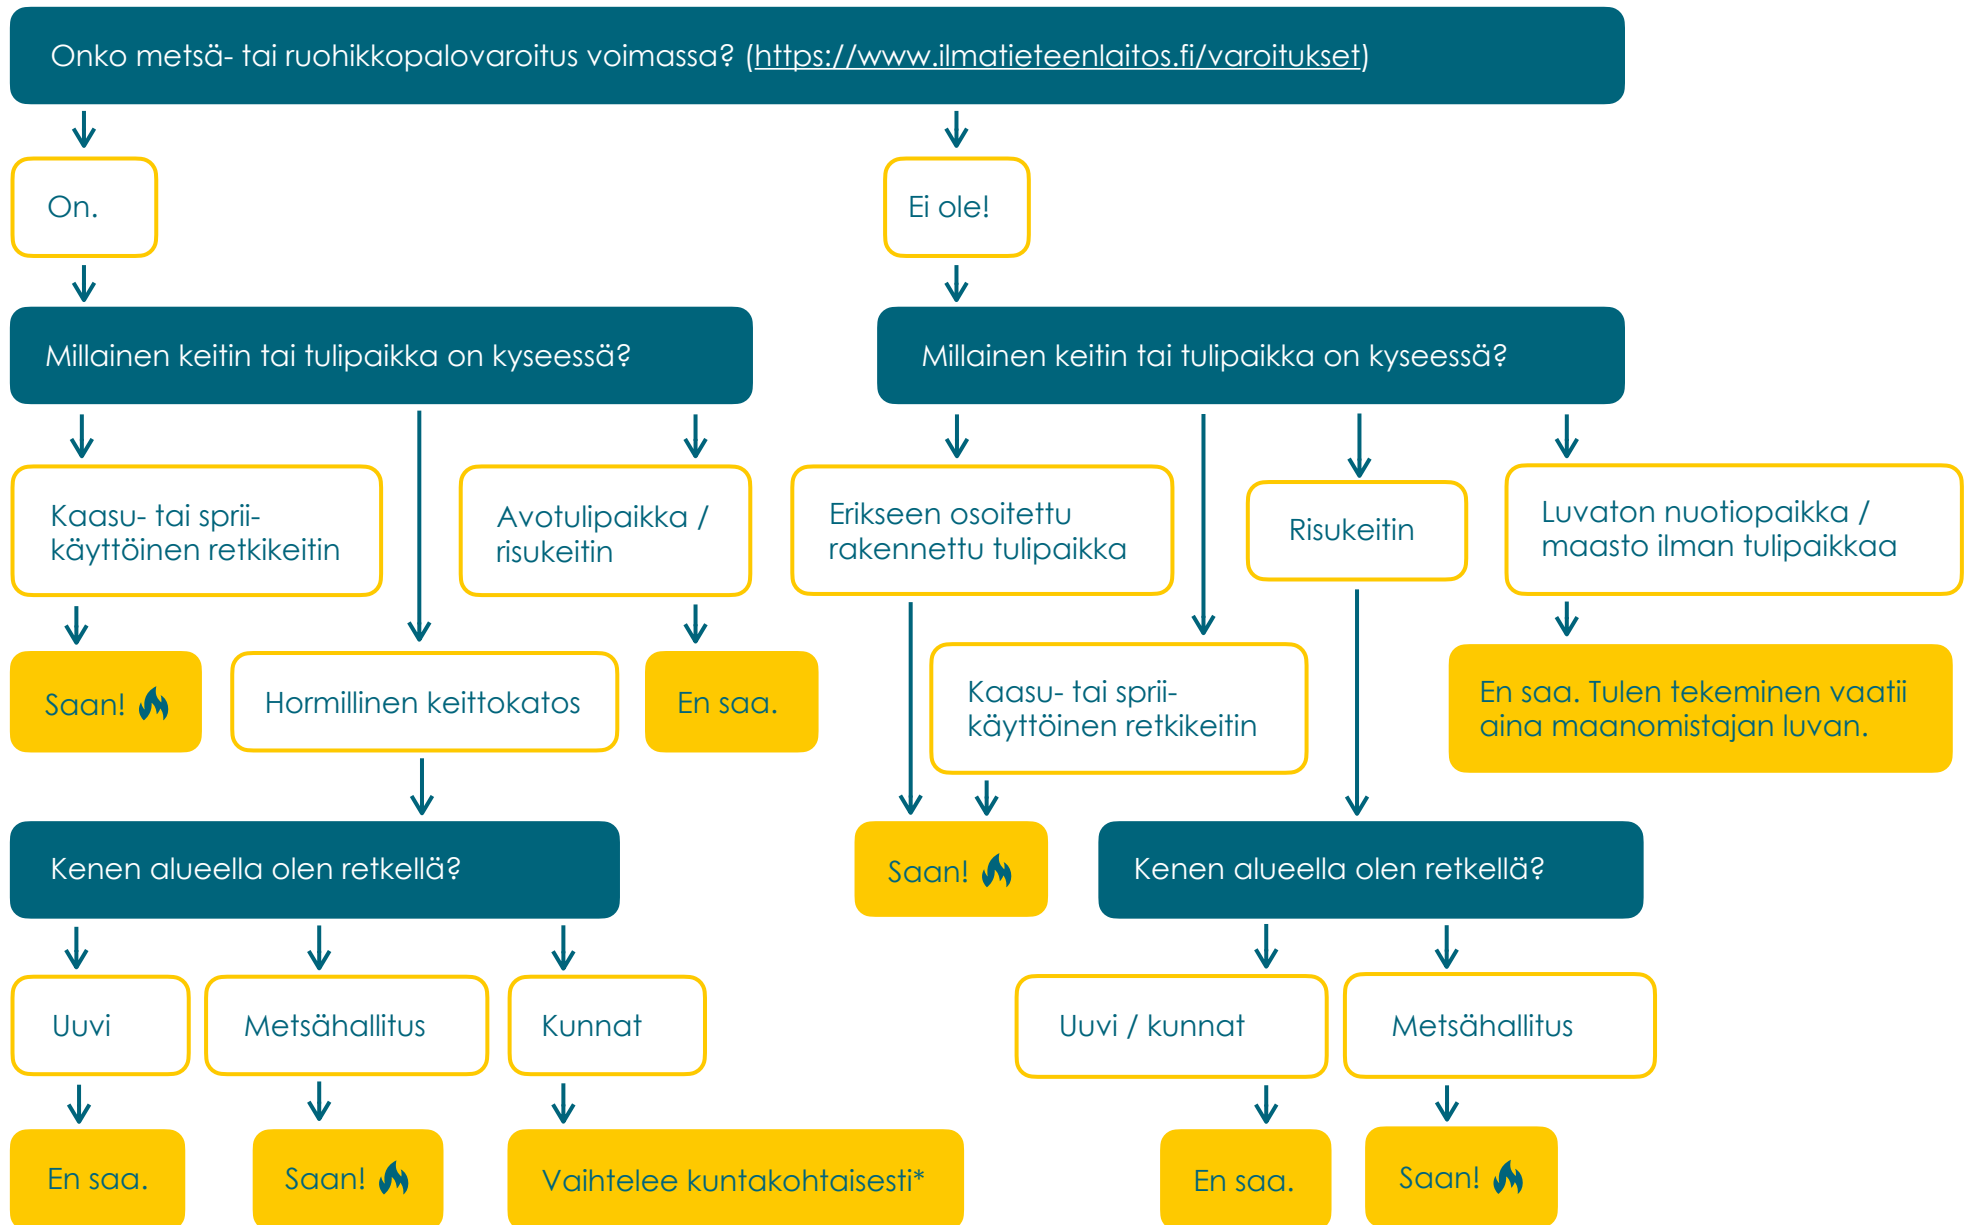 Onko metsä- tai ruohikkopalovaroitus voimassa? (https://www.ilmatieteenlaitos.fi/varoitukset)
On.
Ei ole!
Millainen keitin tai tulipaikka on kyseessä?
Millainen keitin tai tulipaikka on kyseessä?
Kaasu- tai sprii-
käyttöinen retkikeitin
Avotulipaikka /
risukeitin
Erikseen osoitettu
rakennettu tulipaikka
Risukeitin
Luvaton nuotiopaikka /
maasto ilman tulipaikkaa
Saan!
Hormillinen keittokatos
En saa.
Kaasu- tai sprii-
käyttöinen retkikeitin
En saa. Tulen tekeminen vaatii
aina maanomistajan luvan.
Kenen alueella olen retkellä?
Saan!
Kenen alueella olen retkellä?
Uuvi
Metsähallitus
Kunnat
Uuvi / kunnat
Metsähallitus
En saa.
Saan!
Vaihtelee kuntakohtaisesti*
En saa.
Saan!